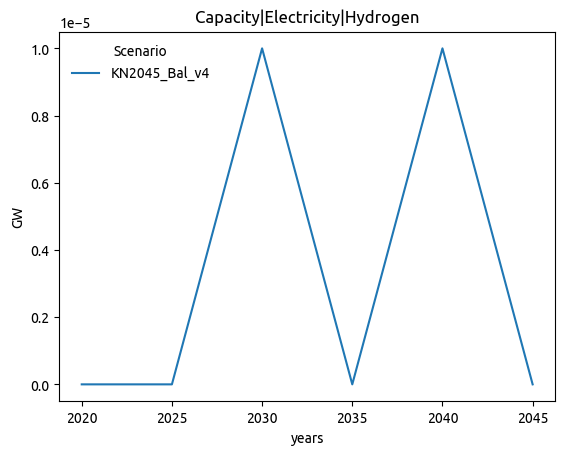 Capacity|Electricity|Hydrogen
1e−5
Scenario
KN2045_Bal_v4
1.0
0.8
0.6
0.4
0.2
0.0
GW
2020 2025 2030 2035 2040 2045
years